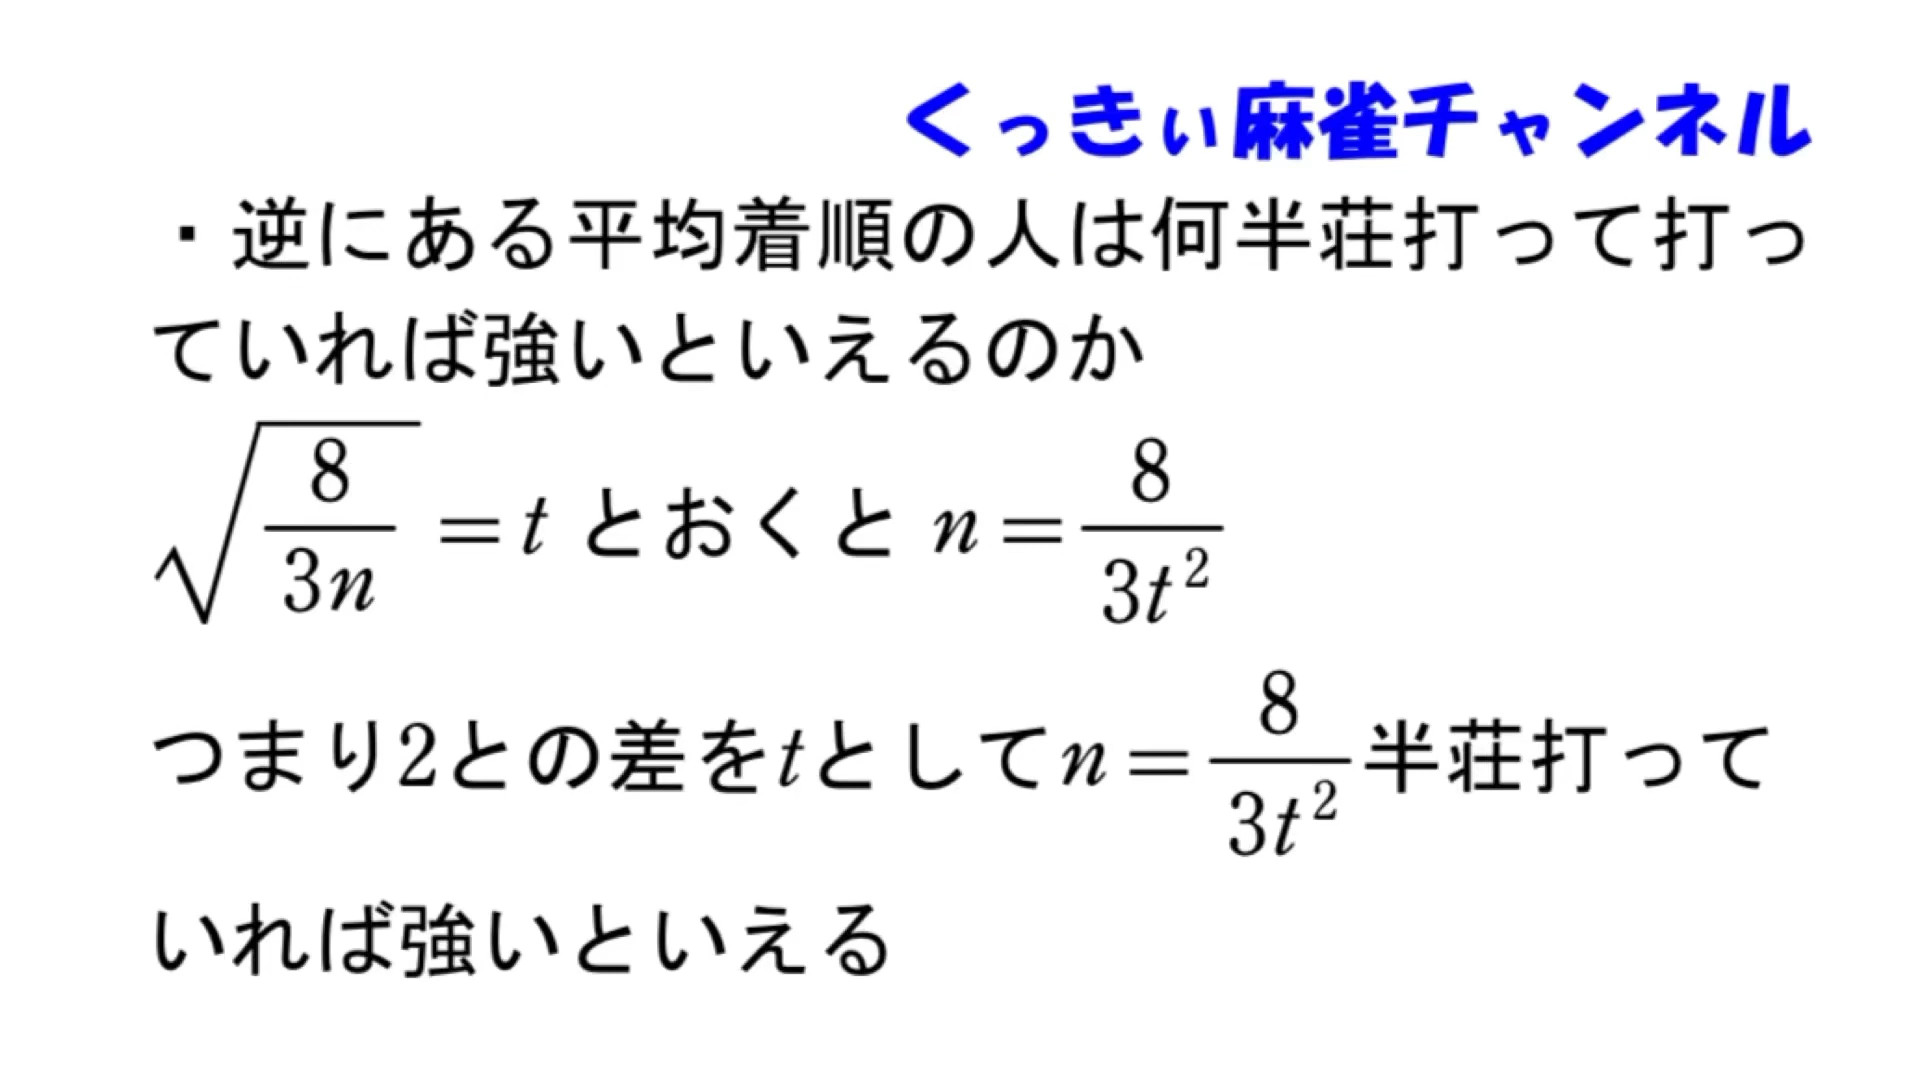 くっきぃ麻雀チャンネル
・逆にある平均着順の人は何半荘打って打っ
ていれば強いといえるのか
√(8/3n) = t とおくと n = 8/3t²
つまり2との差をtとしてn = 8/3t²半荘打って
いれば強いといえる